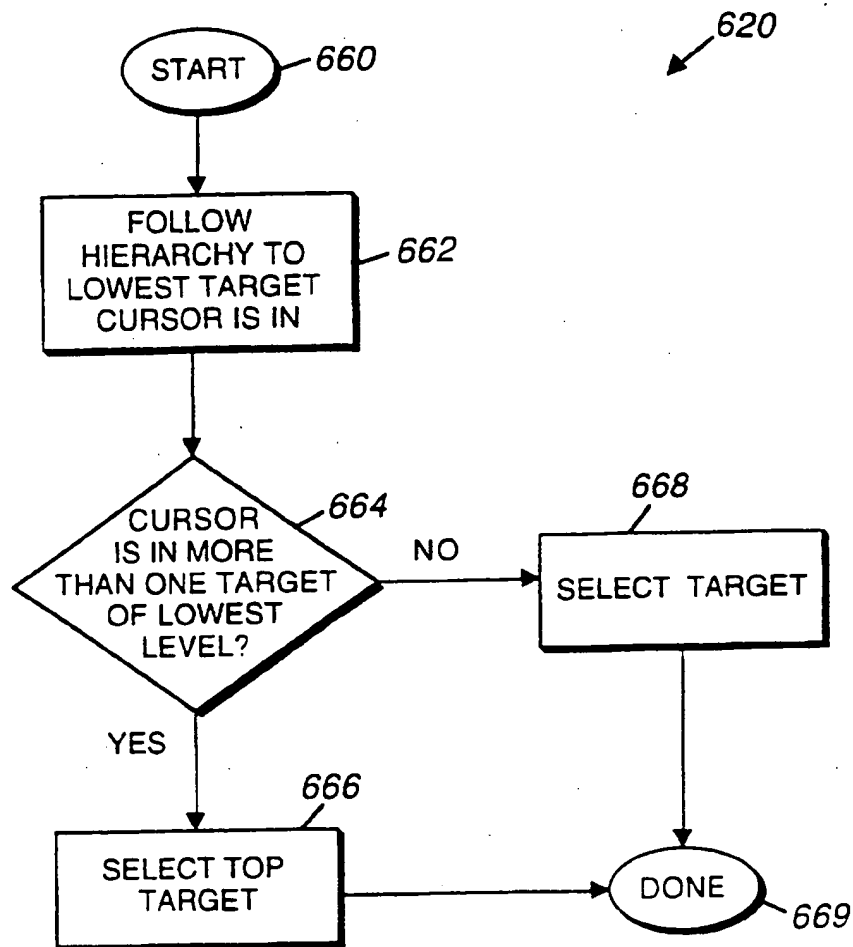 620
START
660
FOLLOW
HIERARCHY TO
LOWEST TARGET
CURSOR IS IN
662
CURSOR
IS IN MORE
THAN ONE TARGET
OF LOWEST
LEVEL?
664
NO
668
SELECT TARGET
YES
666
SELECT TOP
TARGET
DONE
669